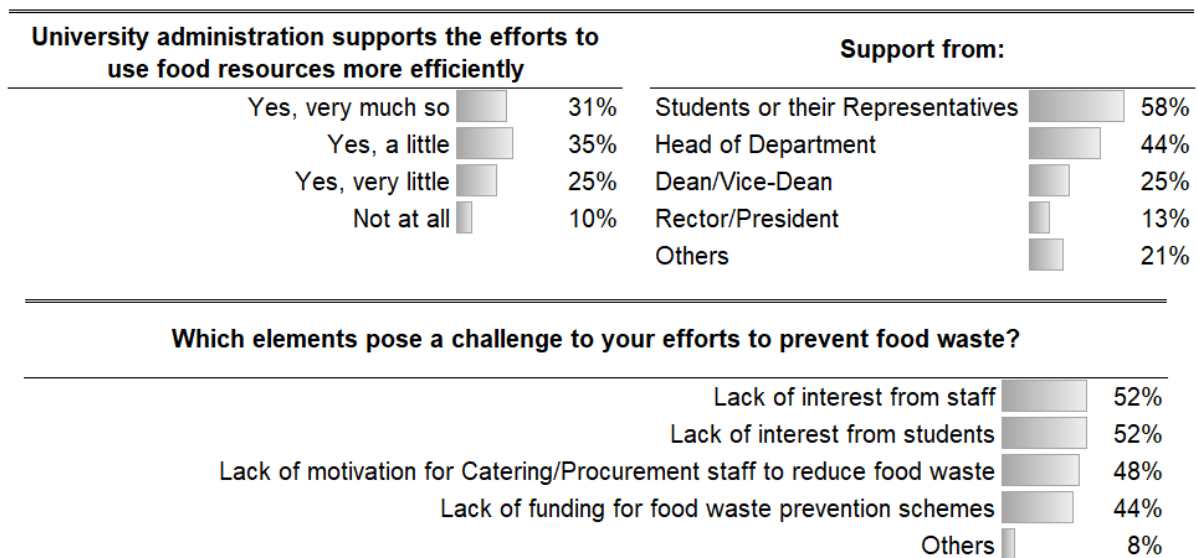 University administration supports the efforts to
use food resources more efficiently
Yes, very much so 31%
Yes, a little 35%
Yes, very little 25%
Not at all 10%
Support from:
Students or their Representatives 58%
Head of Department 44%
Dean/Vice-Dean 25%
Rector/President 13%
Others 21%
Which elements pose a challenge to your efforts to prevent food waste?
Lack of interest from staff 52%
Lack of interest from students 52%
Lack of motivation for Catering/Procurement staff to reduce food waste 48%
Lack of funding for food waste prevention schemes 44%
Others 8%